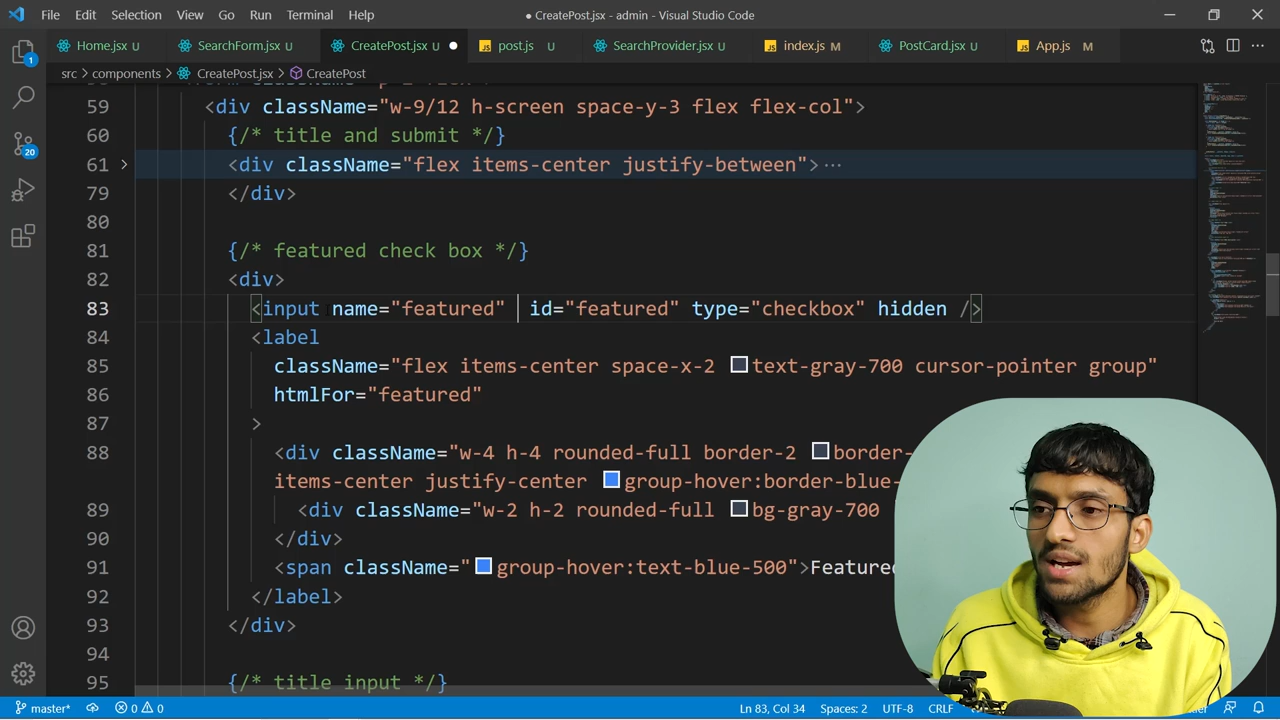 File Edit Selection View Go Run Terminal Help ● CreatePost.jsx - admin - Visual Studio Code
Home.jsx U SearchForm.jsx U CreatePost.jsx U post.js U SearchProvider.jsx U index.js M PostCard.jsx U App.js M
src > components > CreatePost.jsx > CreatePost
59 <div className="w-9/12 h-screen space-y-3 flex flex-col">
60 {/* title and submit */}
61 <div className="flex item-center justify-between">···
79 </div>
80
81 {/* featured check box */}
82 <div>
83 <input name="featured" id="featured" type="checkbox" hidden />
84 <label
85 className="flex items-center space-x-2 text-gray-700 cursor-pointer group"
86 htmlFor="featured"
87 >
88 <div className="w-4 h-4 rounded-full border-2 border-
items-center justify-center group-hover:border-blue-
89 <div className="w-2 h-2 rounded-full bg-gray-700
90 </div>
91 <span className=" group-hover:text-blue-500">Featured
92 </label>
93 </div>
94
95 {/* title input */}
1
20
master* 0 0 Ln 83, Col 34 Spaces: 2 UTF-8 CRLF